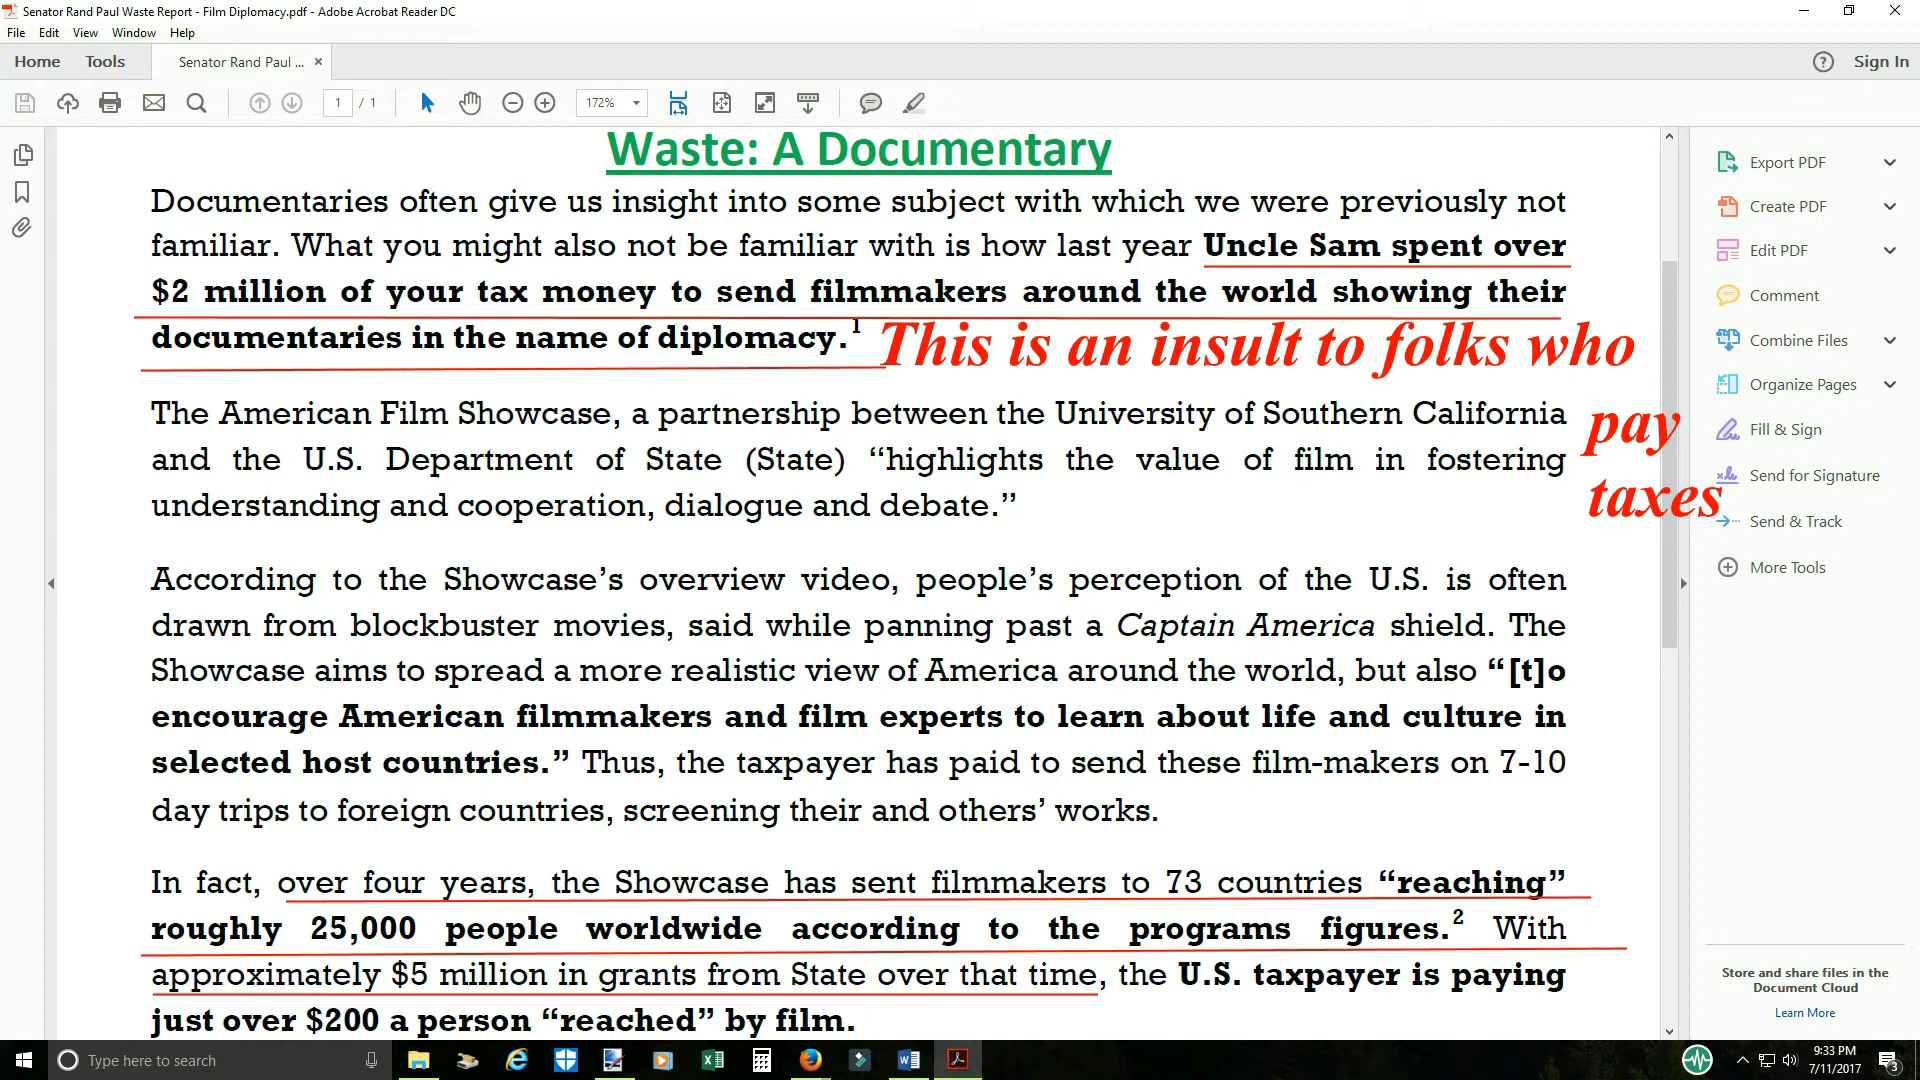 Senator Rand Paul Waste Report - Film Diplomacy.pdf - Adobe Acrobat Reader DC
File Edit View Window Help
Home Tools Senator Rand Paul ... × Sign In
1 / 1 172%
Waste: A Documentary
Documentaries often give us insight into some subject with which we were previously not
familiar. What you might also not be familiar with is how last year Uncle Sam spent over
$2 million of your tax money to send filmmakers around the world showing their
documentaries in the name of diplomacy.1
This is an insult to folks who
pay
taxes
The American Film Showcase, a partnership between the University of Southern California
and the U.S. Department of State (State) “highlights the value of film in fostering
understanding and cooperation, dialogue and debate.”
According to the Showcase’s overview video, people’s perception of the U.S. is often
drawn from blockbuster movies, said while panning past a Captain America shield. The
Showcase aims to spread a more realistic view of America around the world, but also “[t]o
encourage American filmmakers and film experts to learn about life and culture in
selected host countries.” Thus, the taxpayer has paid to send these film-makers on 7-10
day trips to foreign countries, screening their and others’ works.
In fact, over four years, the Showcase has sent filmmakers to 73 countries “reaching”
roughly 25,000 people worldwide according to the programs figures.2 With
approximately $5 million in grants from State over that time, the U.S. taxpayer is paying
just over $200 a person “reached” by film.
Export PDF
Create PDF
Edit PDF
Comment
Combine Files
Organize Pages
Fill & Sign
Send for Signature
Send & Track
More Tools
Store and share files in the
Document Cloud
Learn More
Type here to search
9:33 PM
7/11/2017
3